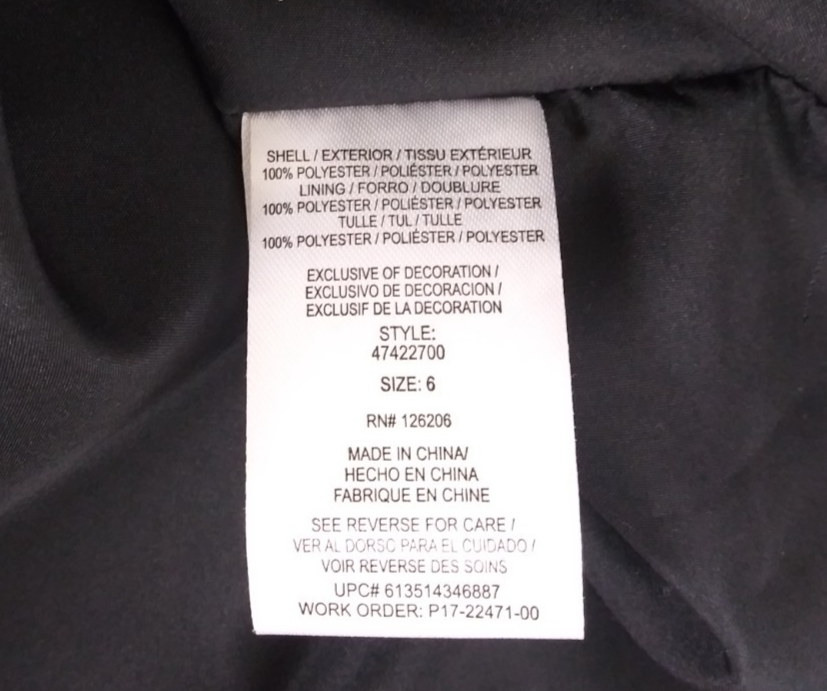 SHELL / EXTERIOR / TISSU EXTÉRIEUR
100% POLYESTER / POLIÉSTER / POLYESTER
LINING / FORRO / DOUBLURE
100% POLYESTER / POLIÉSTER / POLYESTER
TULLE / TUL / TULLE
100% POLYESTER / POLIÉSTER / POLYESTER
EXCLUSIVE OF DECORATION /
EXCLUSIVO DE DECORACION /
EXCLUSIF DE LA DECORATION
STYLE:
47422700
SIZE: 6
RN# 126206
MADE IN CHINA/
HECHO EN CHINA
FABRIQUE EN CHINE
SEE REVERSE FOR CARE /
VER AL DORSO PARA EL CUIDADO /
VOIR REVERSE DES SOINS
UPC# 613514346887
WORK ORDER: P17-22471-00